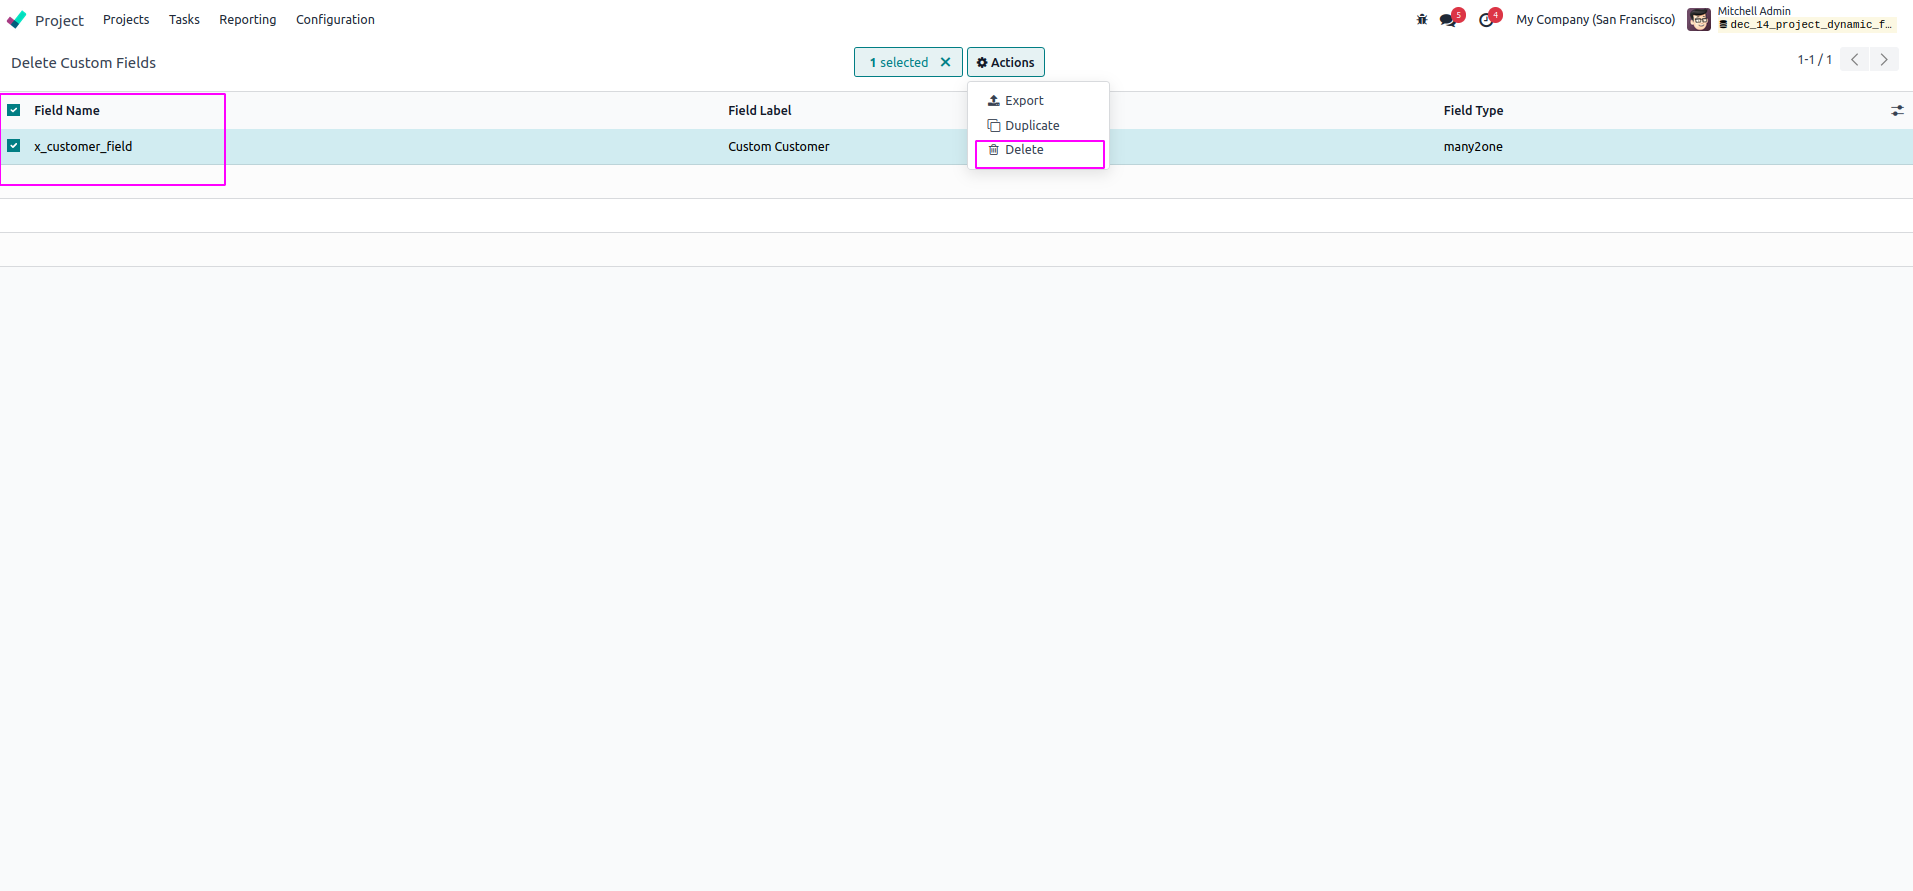 Project Projects Tasks Reporting Configuration 5 4 My Company (San Francisco) Mitchell Admin
dec_14_project_dynamic_f...
Delete Custom Fields 1 selected Actions 1-1 / 1
Export
Duplicate
Delete
Field Name Field Label Field Type
x_customer_field Custom Customer many2one